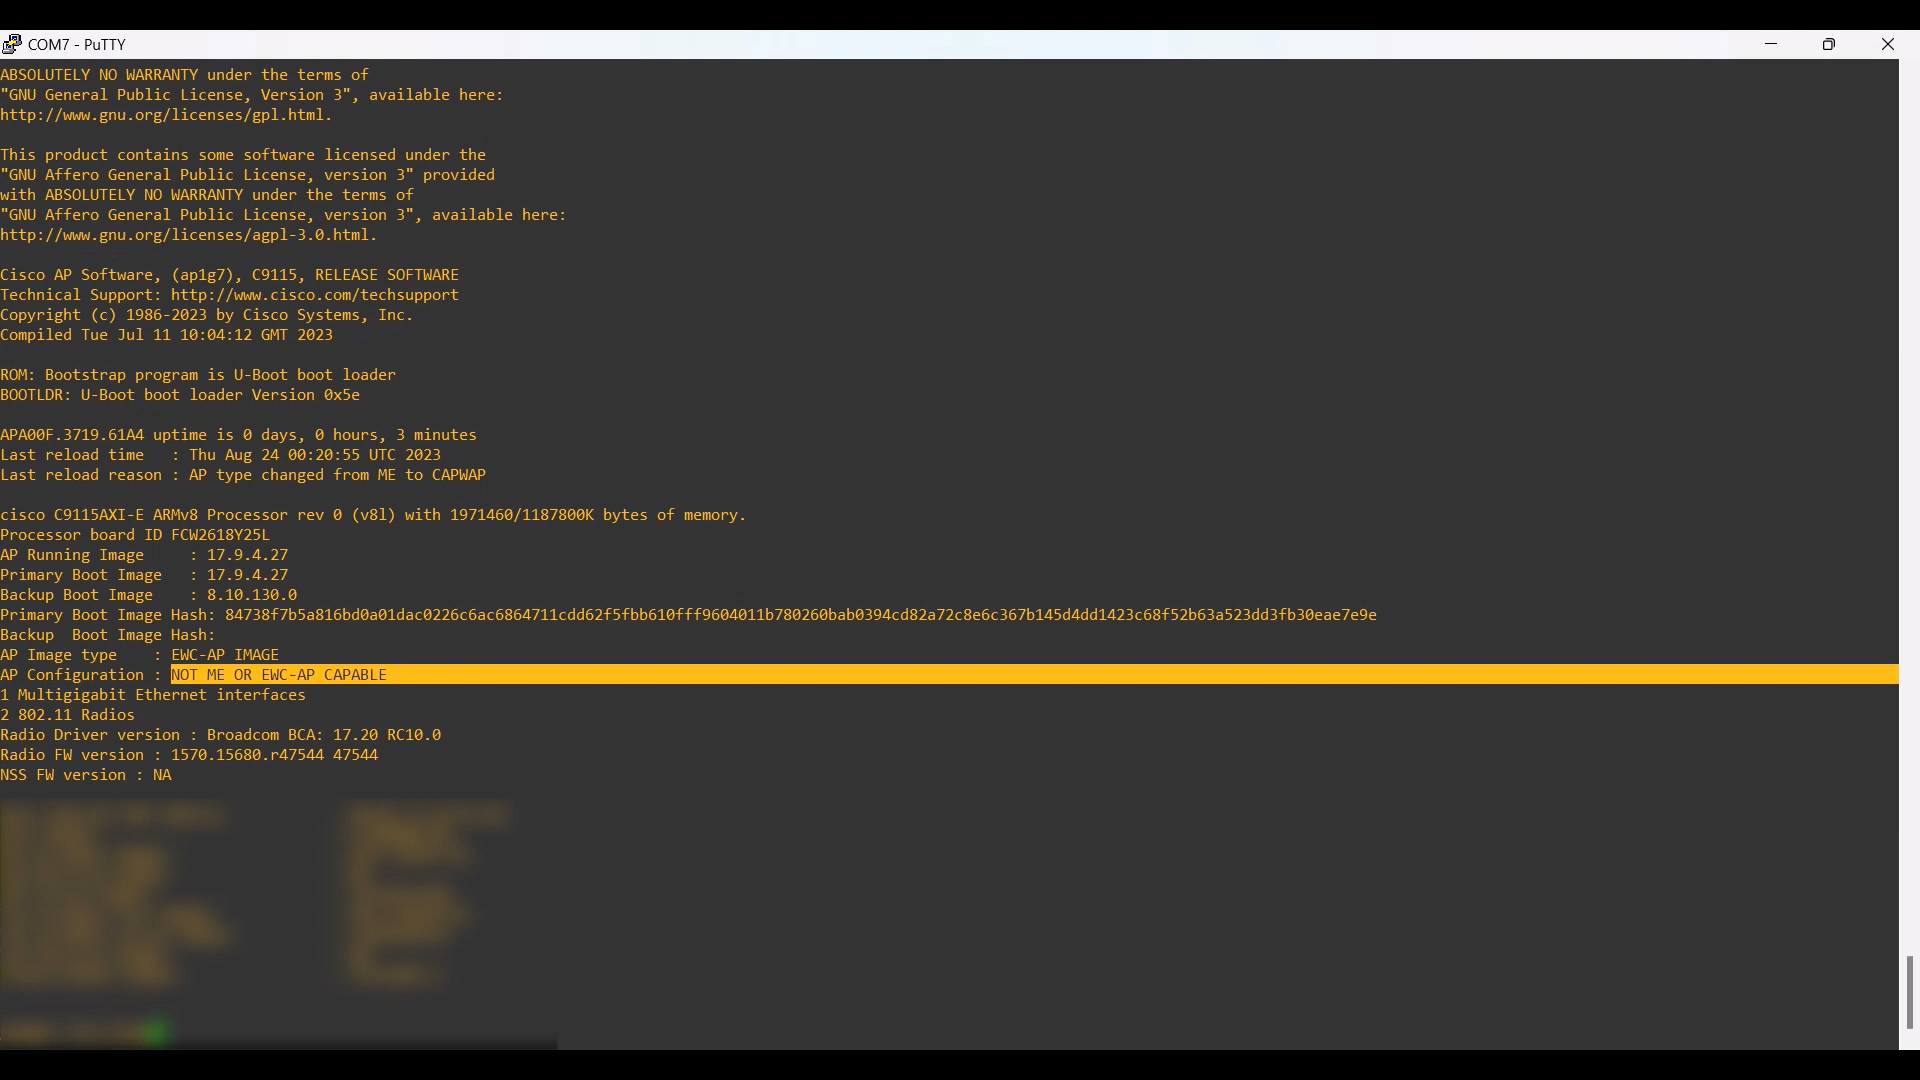 COM7 - PuTTY
ABSOLUTELY NO WARRANTY under the terms of
"GNU General Public License, Version 3", available here:
http://www.gnu.org/licenses/gpl.html.
This product contains some software licensed under the
"GNU Affero General Public License, version 3" provided
with ABSOLUTELY NO WARRANTY under the terms of
"GNU Affero General Public License, version 3", available here:
http://www.gnu.org/licenses/agpl-3.0.html.
Cisco AP Software, (ap1g7), C9115, RELEASE SOFTWARE
Technical Support: http://www.cisco.com/techsupport
Copyright (c) 1986-2023 by Cisco Systems, Inc.
Compiled Tue Jul 11 10:04:12 GMT 2023
ROM: Bootstrap program is U-Boot boot loader
BOOTLDR: U-Boot boot loader Version 0x5e
APA00F.3719.61A4 uptime is 0 days, 0 hours, 3 minutes
Last reload time   : Thu Aug 24 00:20:55 UTC 2023
Last reload reason : AP type changed from ME to CAPWAP
cisco C9115AXI-E ARMv8 Processor rev 0 (v8l) with 1971460/1187800K bytes of memory.
Processor board ID FCW2618Y25L
AP Running Image     : 17.9.4.27
Primary Boot Image   : 17.9.4.27
Backup Boot Image    : 8.10.130.0
Primary Boot Image Hash: 84738f7b5a816bd0a01dac0226c6ac6864711cdd62f5fbb610fff9604011b780260bab0394cd82a72c8e6c367b145d4dd1423c68f52b63a523dd3fb30eae7e9e
Backup  Boot Image Hash:
AP Image type    : EWC-AP IMAGE
AP Configuration : NOT ME OR EWC-AP CAPABLE
1 Multigigabit Ethernet interfaces
2 802.11 Radios
Radio Driver version : Broadcom BCA: 17.20 RC10.0
Radio FW version : 1570.15680.r47544 47544
NSS FW version : NA